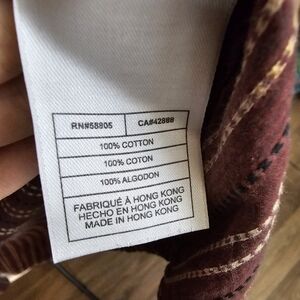 RN#58805 CA#42888
100% COTTON
100% COTON
100% ALGODON
FABRIQUÉ À HONG KONG
HECHO EN HONG KONG
MADE IN HONG KONG